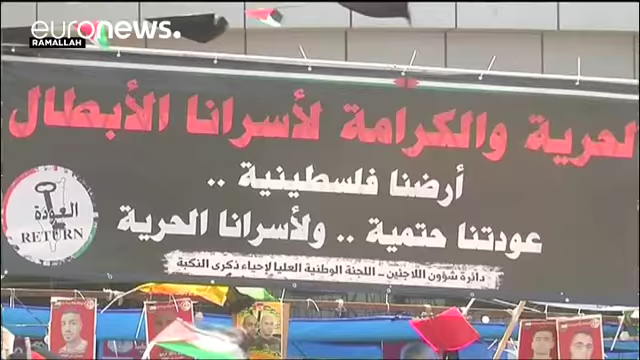 euronews.
RAMALLAH
الحرية والكرامة لأسرانا الأبطال
أرضنا فلسطينية ..
عودتنا حتمية .. ولأسرانا الحرية
دائرة شؤون اللاجئين – اللجنة الوطنية العليا لإحياء ذكرى النكبة
العودة
RETURN
euronews.